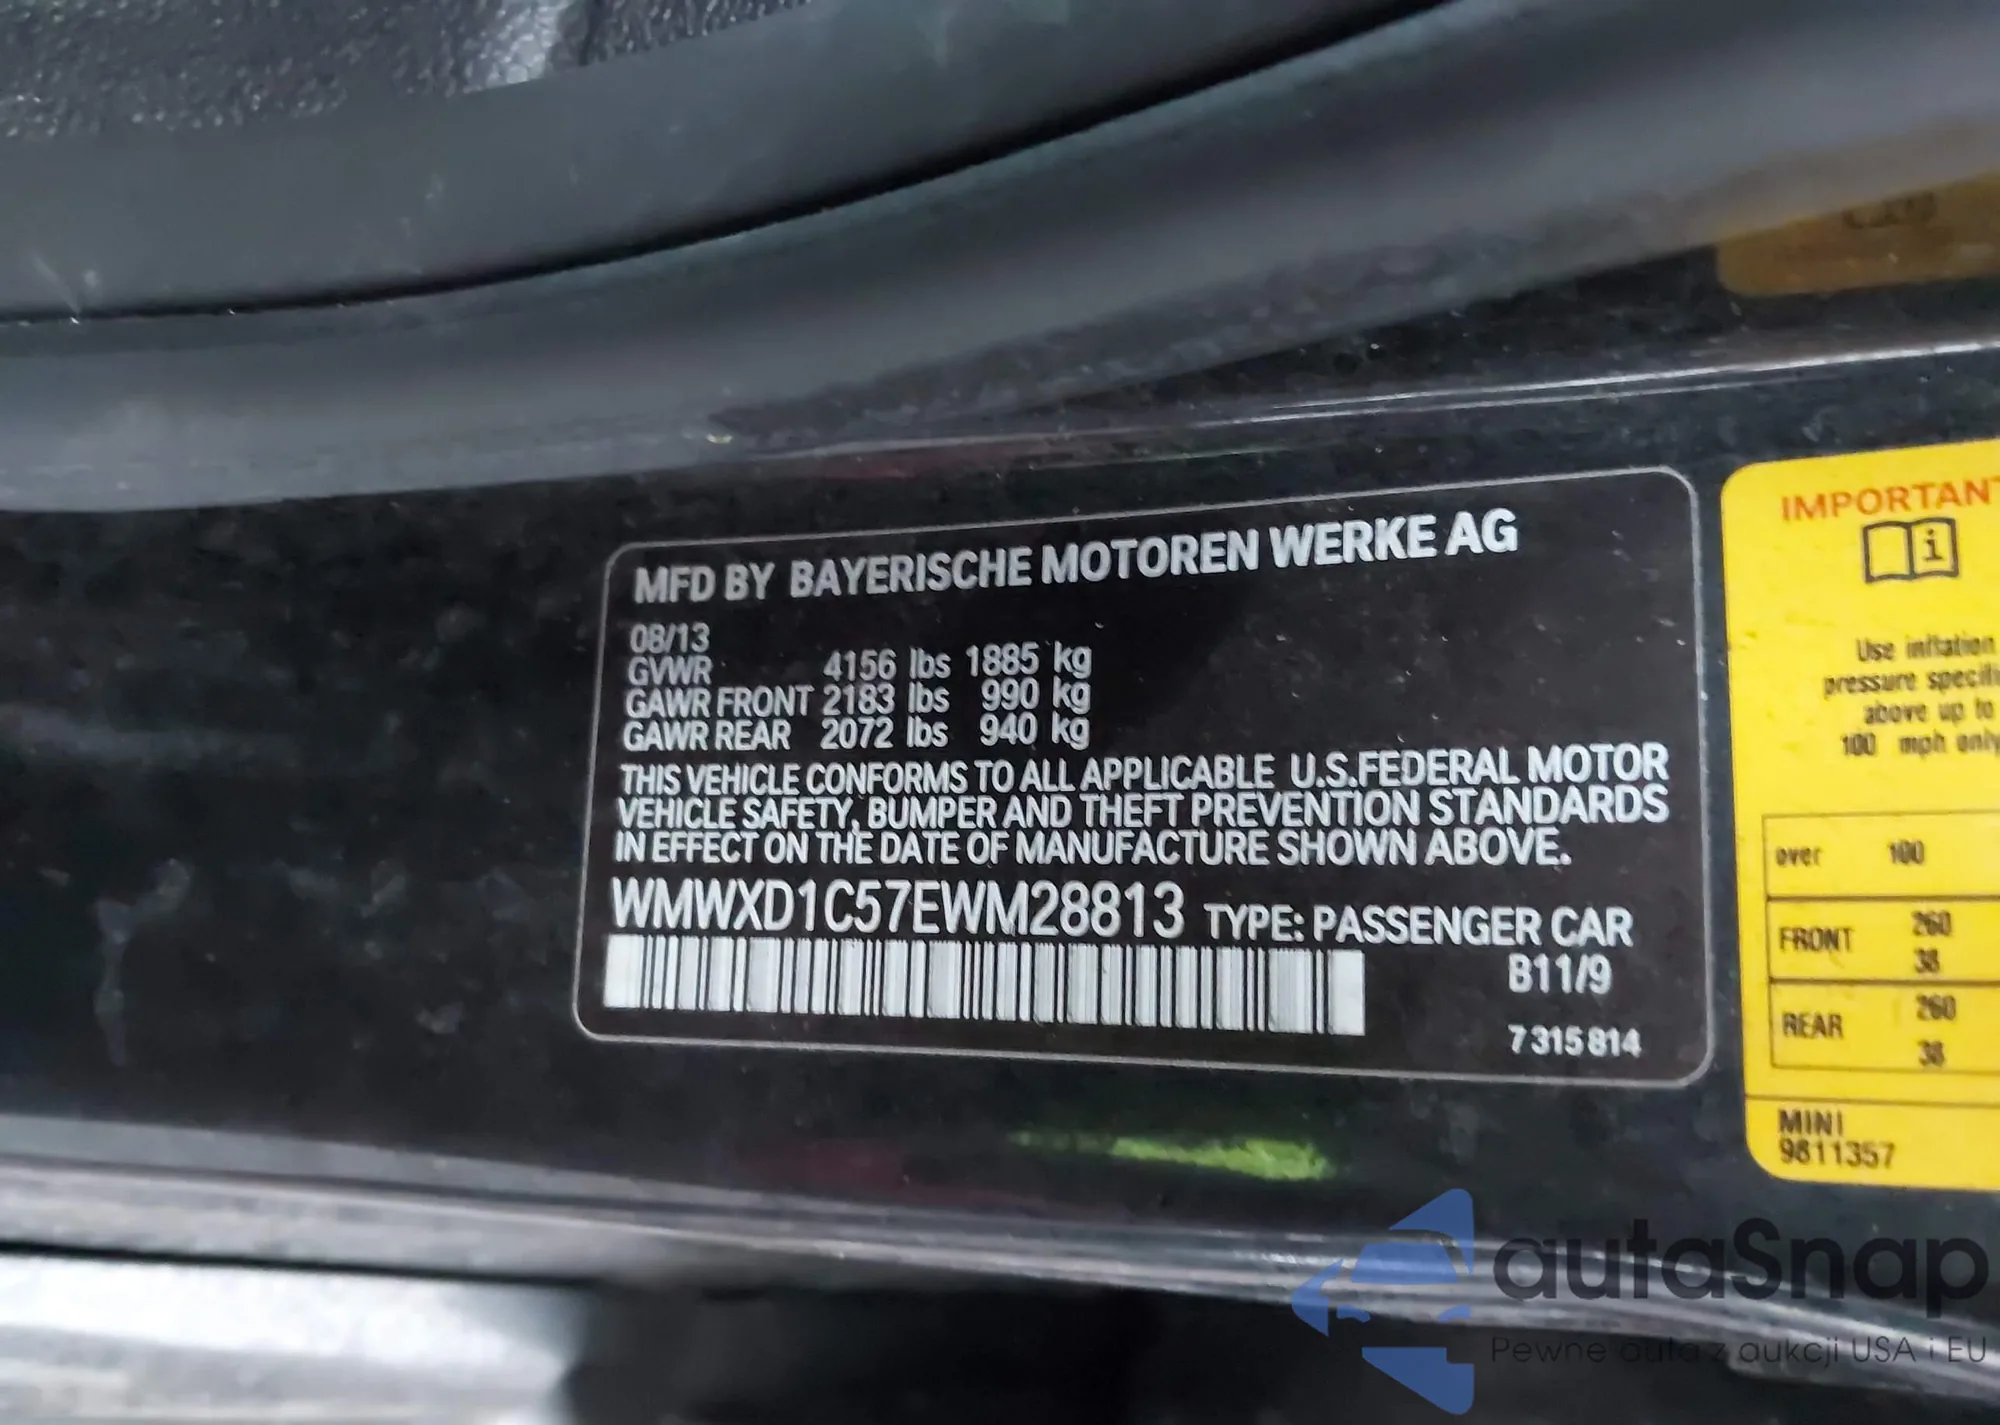 MFD BY BAYERISCHE MOTOREN WERKE AG
08/13
GVWR 4156 lbs 1885 kg
GAWR FRONT 2183 lbs 990 kg
GAWR REAR 2072 lbs 940 kg
THIS VEHICLE CONFORMS TO ALL APPLICABLE U.S.FEDERAL MOTOR
VEHICLE SAFETY, BUMPER AND THEFT PREVENTION STANDARDS
IN EFFECT ON THE DATE OF MANUFACTURE SHOWN ABOVE.
WMWXD1C57EWM28813 TYPE: PASSENGER CAR
B11/9
7 315 814
IMPORTANT
i
Use inflation
pressure specifi
above up to
100 mph only
over 100
FRONT 260
38
REAR 260
38
MINI
9811357
autaSnap
Pewne auta z aukcji USA i EU